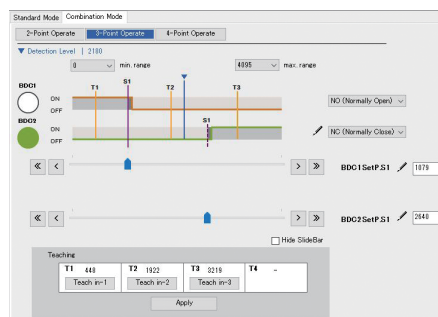 Standard Mode Combination Mode
2-Point Operate 3-Point Operate 4-Point Operate
▼ Detection Level | 2180
0 min. range 4095 max. range
BDC1 ON OFF T1 S1 T2 T3 NO (Normally Open)
BDC2 ON OFF S1 NC (Normally Close)
« < > » BDC1SetP.S1 1079
« < > » BDC2SetP.S1 2640
Hide SlideBar
Teaching
T1 448 T2 1922 T3 3219 T4 -
Teach in-1 Teach in-2 Teach in-3
Apply